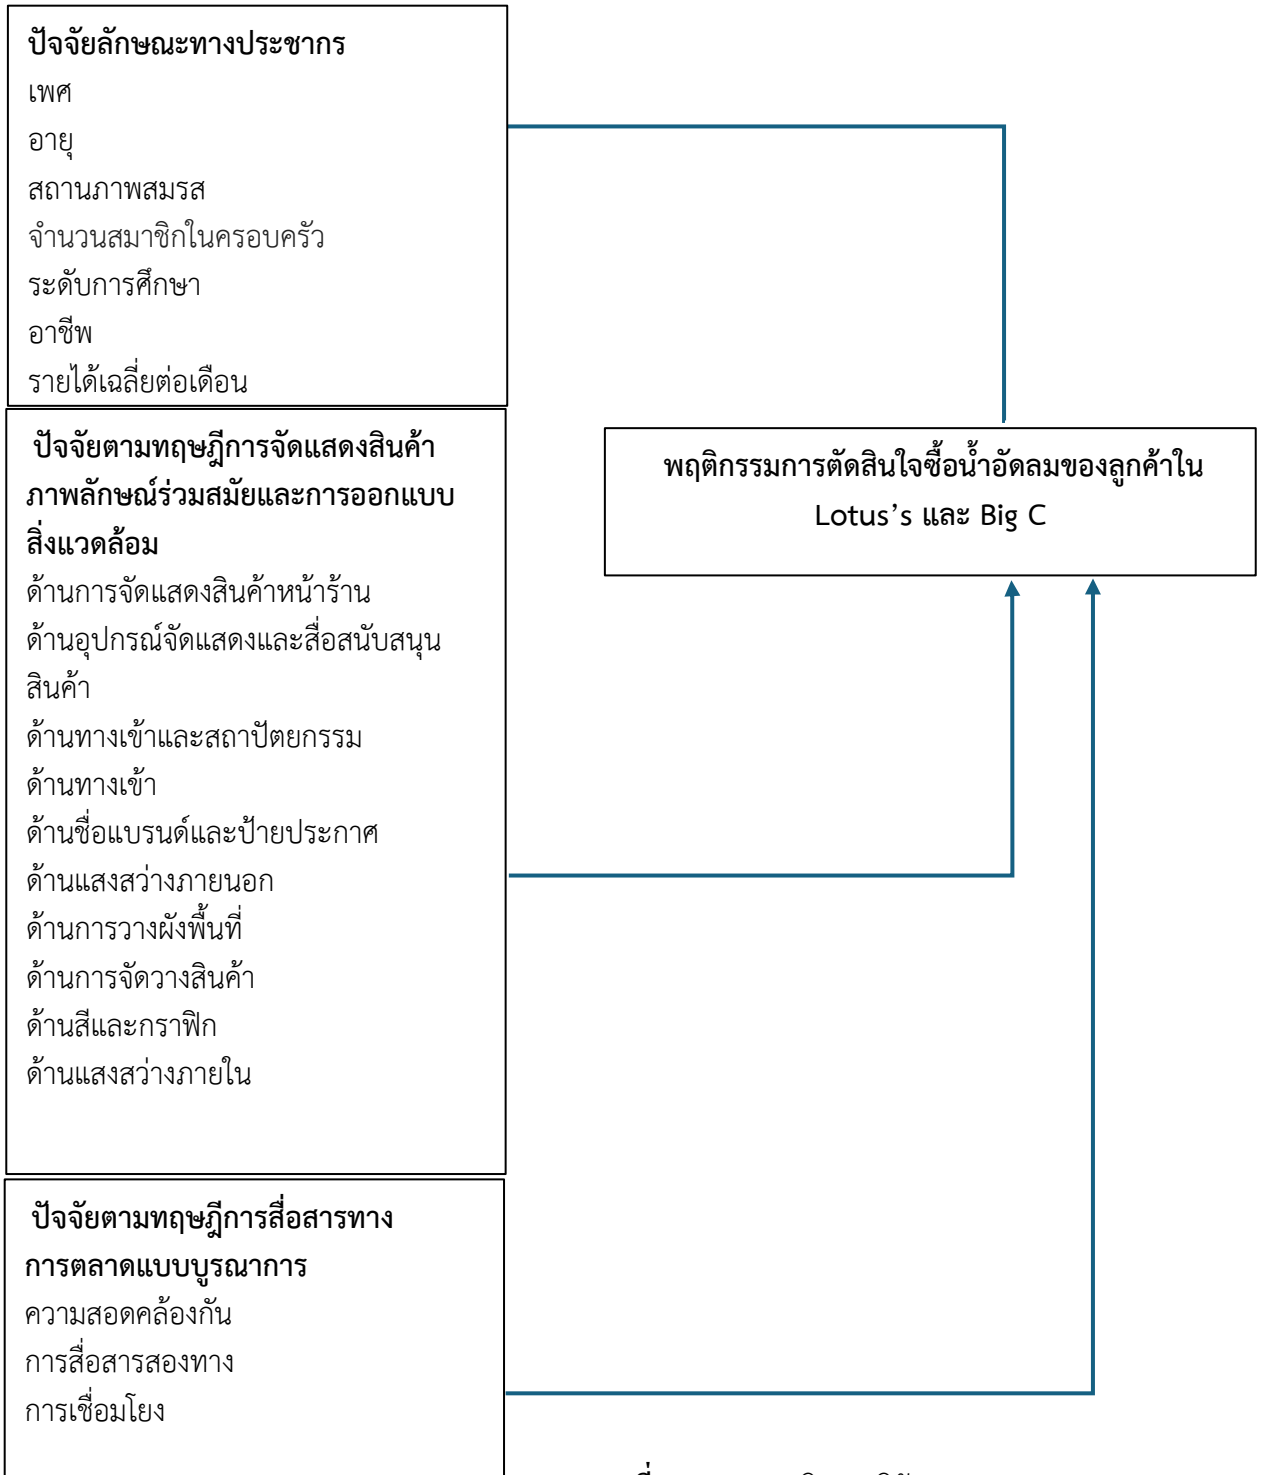 ปัจจัยลักษณะทางประชากร
เพศ
อายุ
สถานภาพสมรส
จำนวนสมาชิกในครอบครัว
ระดับการศึกษา
อาชีพ
รายได้เฉลี่ยต่อเดือน
ปัจจัยตามทฤษฎีการจัดแสดงสินค้า
ภาพลักษณ์ร่วมสมัยและการออกแบบ
สิ่งแวดล้อม
ด้านการจัดแสดงสินค้าหน้าร้าน
ด้านอุปกรณ์จัดแสดงและสื่อสนับสนุน
สินค้า
ด้านทางเข้าและสถาปัตยกรรม
ด้านทางเข้า
ด้านชื่อแบรนด์และป้ายประกาศ
ด้านแสงสว่างภายนอก
ด้านการวางผังพื้นที่
ด้านการจัดวางสินค้า
ด้านสีและกราฟิก
ด้านแสงสว่างภายใน
ปัจจัยตามทฤษฎีการสื่อสารทาง
การตลาดแบบบูรณาการ
ความสอดคล้องกัน
การสื่อสารสองทาง
การเชื่อมโยง
พฤติกรรมการตัดสินใจซื้อน้ำอัดลมของลูกค้าใน
Lotus's และ Big C